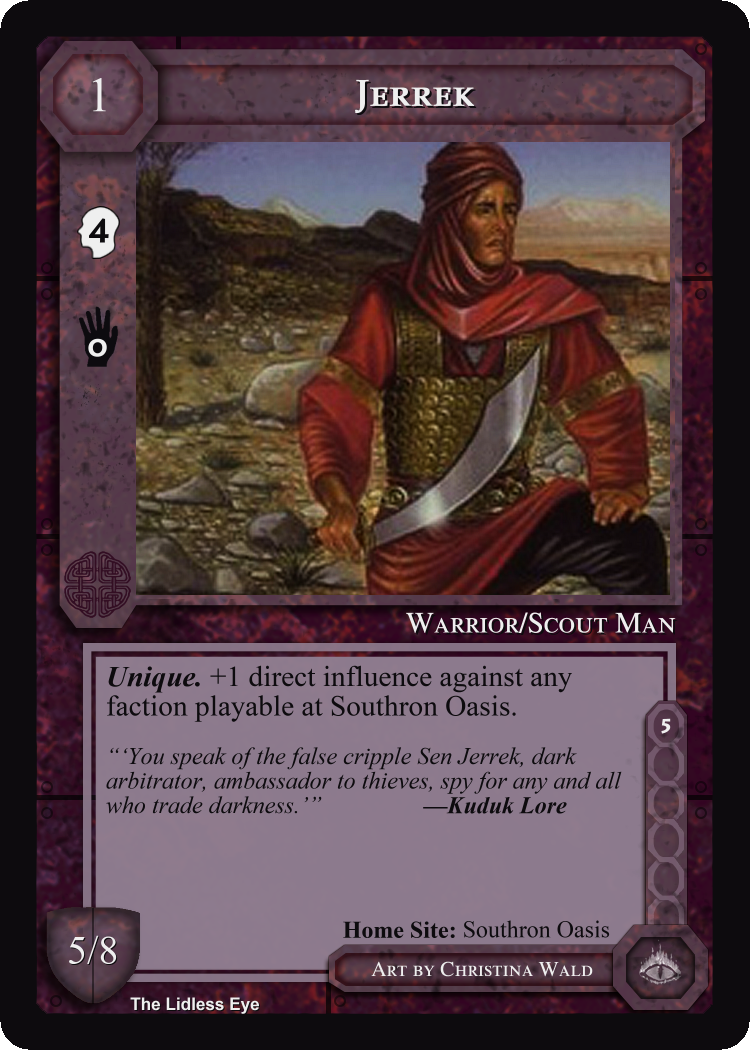 1
Jerrek
4
0
Warrior/Scout Man
Unique. +1 direct influence against any
faction playable at Southron Oasis.
“‘You speak of the false cripple Sen Jerrek, dark
arbitrator, ambassador to thieves, spy for any and all
who trade darkness.’” —Kuduk Lore
5
Home Site: Southron Oasis
5/8
Art by Christina Wald
The Lidless Eye